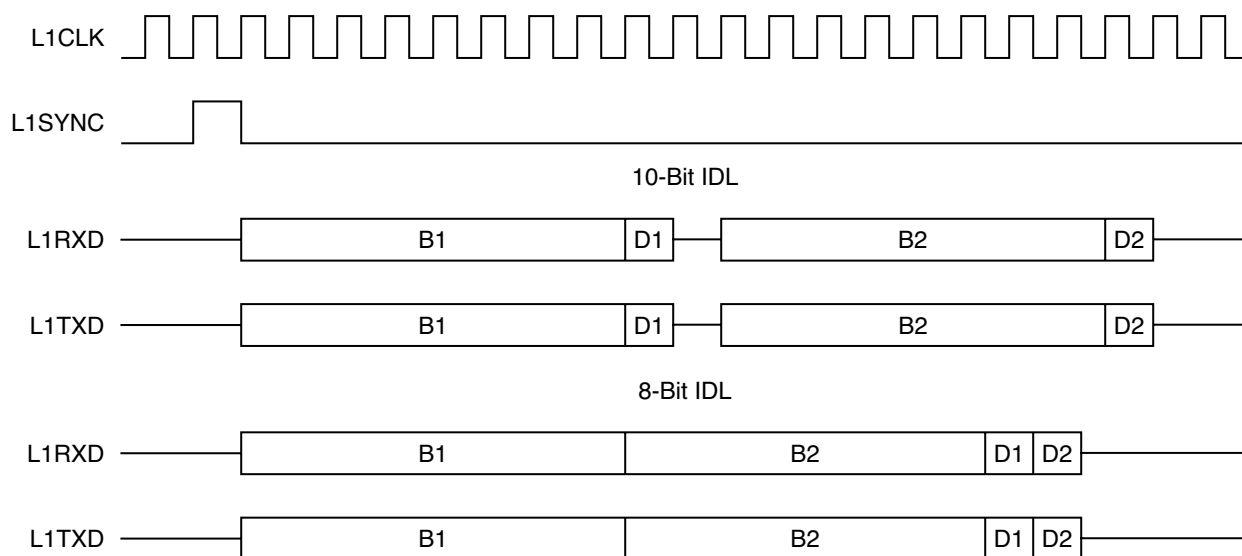 L1CLK
L1SYNC
10-Bit IDL
L1RXD B1 D1 B2 D2
L1TXD B1 D1 B2 D2
8-Bit IDL
L1RXD B1 B2 D1 D2
L1TXD B1 B2 D1 D2